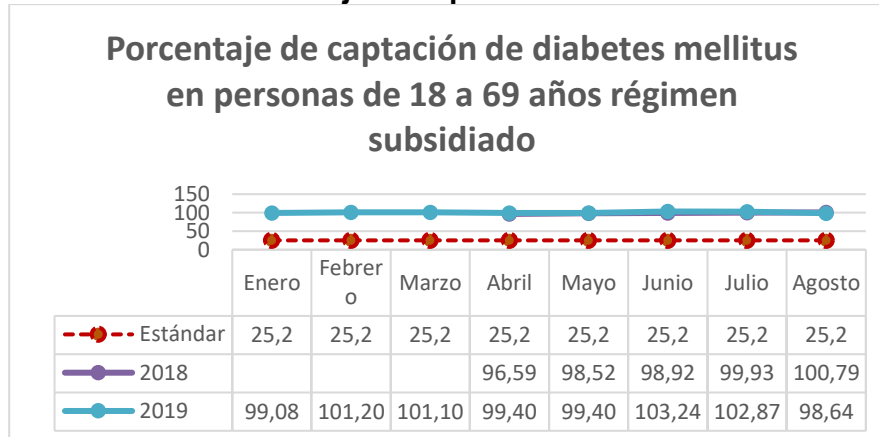 Porcentaje de captación de diabetes mellitus
en personas de 18 a 69 años régimen
subsidiado
150
100
50
0
Enero Febrer o Marzo Abril Mayo Junio Julio Agosto
Estándar 25,2 25,2 25,2 25,2 25,2 25,2 25,2 25,2
2018 96,59 98,52 98,92 99,93 100,79
2019 99,08 101,20 101,10 99,40 99,40 103,24 102,87 98,64